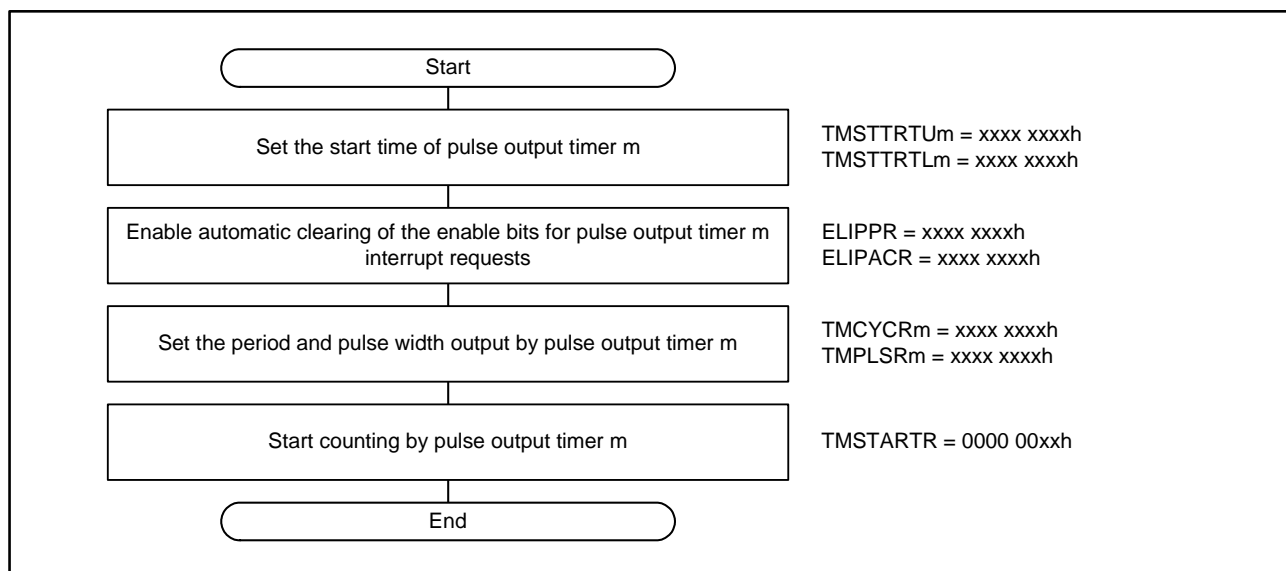 Start
Set the start time of pulse output timer m
TMSTTRTUm = xxxx xxxxh
TMSTTRTLm = xxxx xxxxh
Enable automatic clearing of the enable bits for pulse output timer m
interrupt requests
ELIPPR = xxxx xxxxh
ELIPACR = xxxx xxxxh
Set the period and pulse width output by pulse output timer m
TMCYCRm = xxxx xxxxh
TMPLSRm = xxxx xxxxh
Start counting by pulse output timer m
TMSTARTR = 0000 00xxh
End